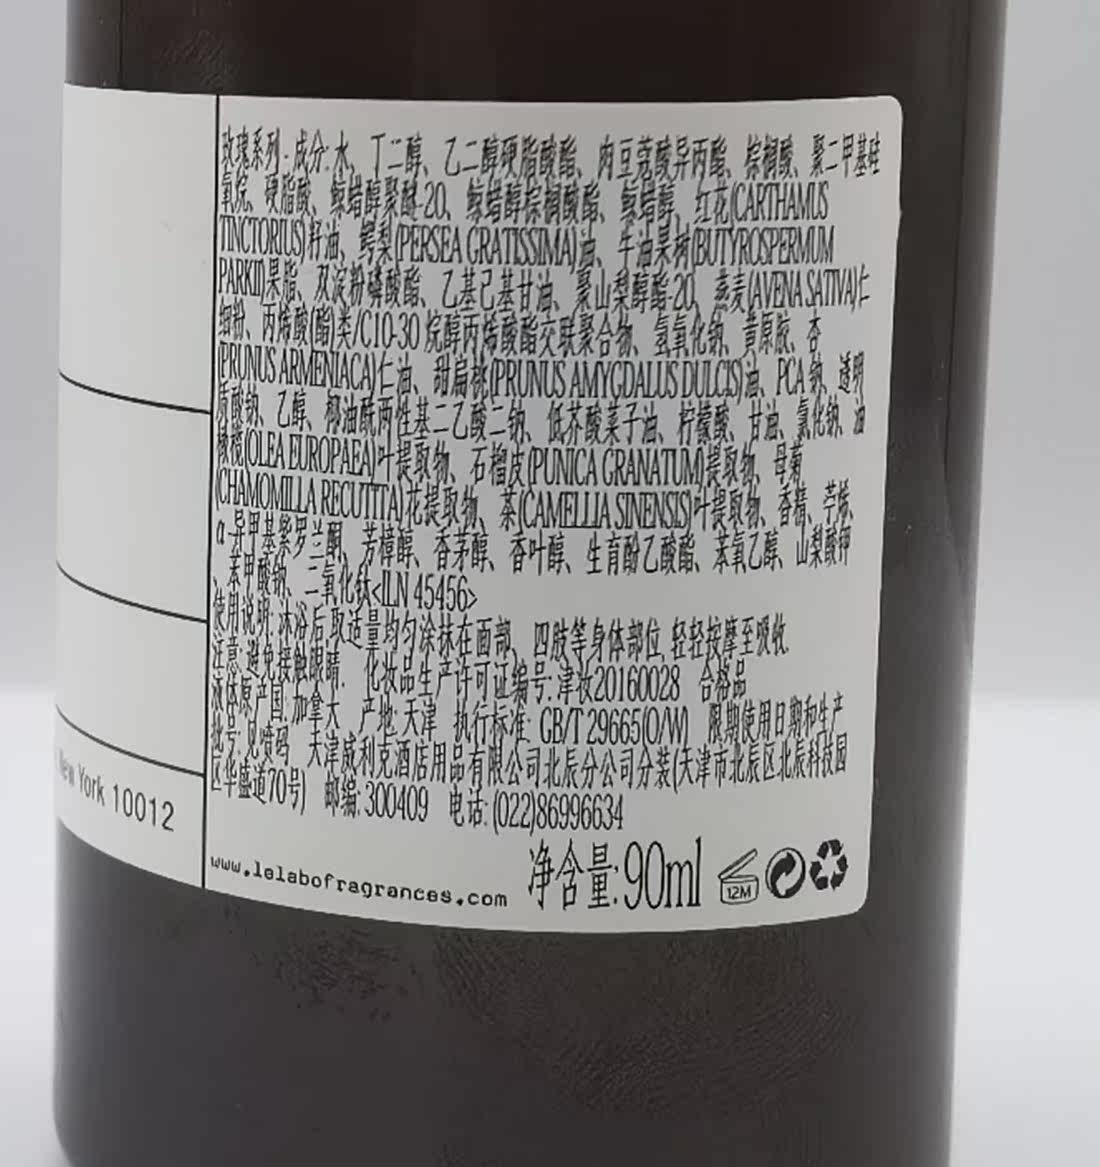 玫瑰系列-成分:水、丁二醇、乙二醇硬脂酸酯、肉豆蔻酸异丙酯、棕榈酸、聚二甲基硅
氧烷、硬脂酸、鲸蜡醇聚醚-20、鲸蜡醇棕榈酸酯、鲸蜡醇、红花(CARTHAMUS
TINCTORIUS)籽油、鳄梨(PERSEA GRATISSIMA)油、牛油果树(BUTYROSPERMUM
PARKII)果脂、双淀粉磷酸酯、乙基己基甘油、聚山梨醇酯-20、燕麦(AVENA SATIVA)仁
细粉、丙烯酸(酯)类/C10-30 烷醇丙烯酸酯交联聚合物、氢氧化钠、黄原胶、杏
(PRUNUS ARMENIACA)仁油、甜扁桃(PRUNUS AMYGDALUS DULCIS)油、PCA 钠、透明
质酸钠、乙醇、椰油酰两性基二乙酸二钠、低芥酸菜子油、柠檬酸、甘油、氯化钠、油
橄榄(OLEA EUROPAEA)叶提取物、石榴皮(PUNICA GRANATUM)提取物、母菊
(CHAMOMILLA RECUTITA)花提取物、茶(CAMELLIA SINENSIS)叶提取物、香精、苧烯、
α-异甲基紫罗兰酮、芳樟醇、香茅醇、香叶醇、生育酚乙酸酯、苯氧乙醇、山梨酸钾
、苯甲酸钠、二氧化钛<ILN 45456>
使用说明:沐浴后取适量均匀涂抹在面部、四肢等身体部位,轻轻按摩至吸收.
注意:避免接触眼睛. 化妆品生产许可证编号:津妆20160028 合格品
液体原产国:加拿大 产地:天津 执行标准: GB/T 29665(O/W) 限期使用日期和生产
批号:见喷码 天津威利克酒店用品有限公司北辰分公司分装(天津市北辰区北辰科技园
区华盛道70号) 邮编:300409 电话:(022)86996634
New York 10012
www.lelabofragrances.com 净含量:90ml 12M